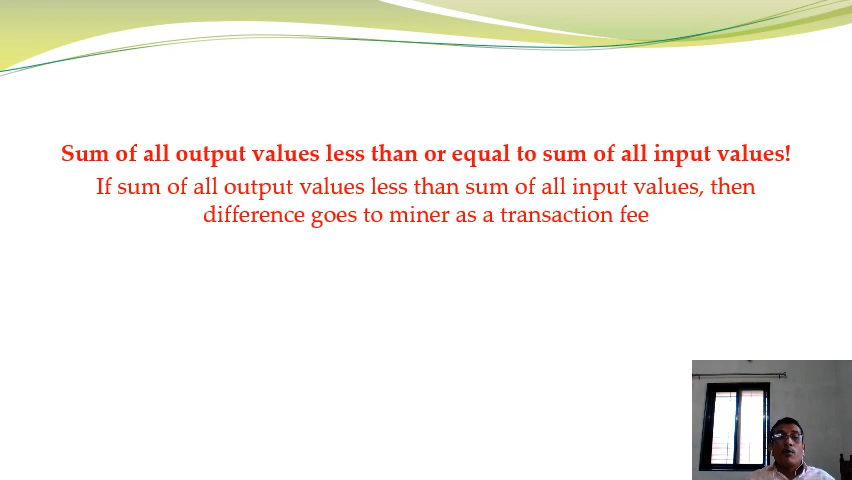 Sum of all output values less than or equal to sum of all input values!
If sum of all output values less than sum of all input values, then
difference goes to miner as a transaction fee